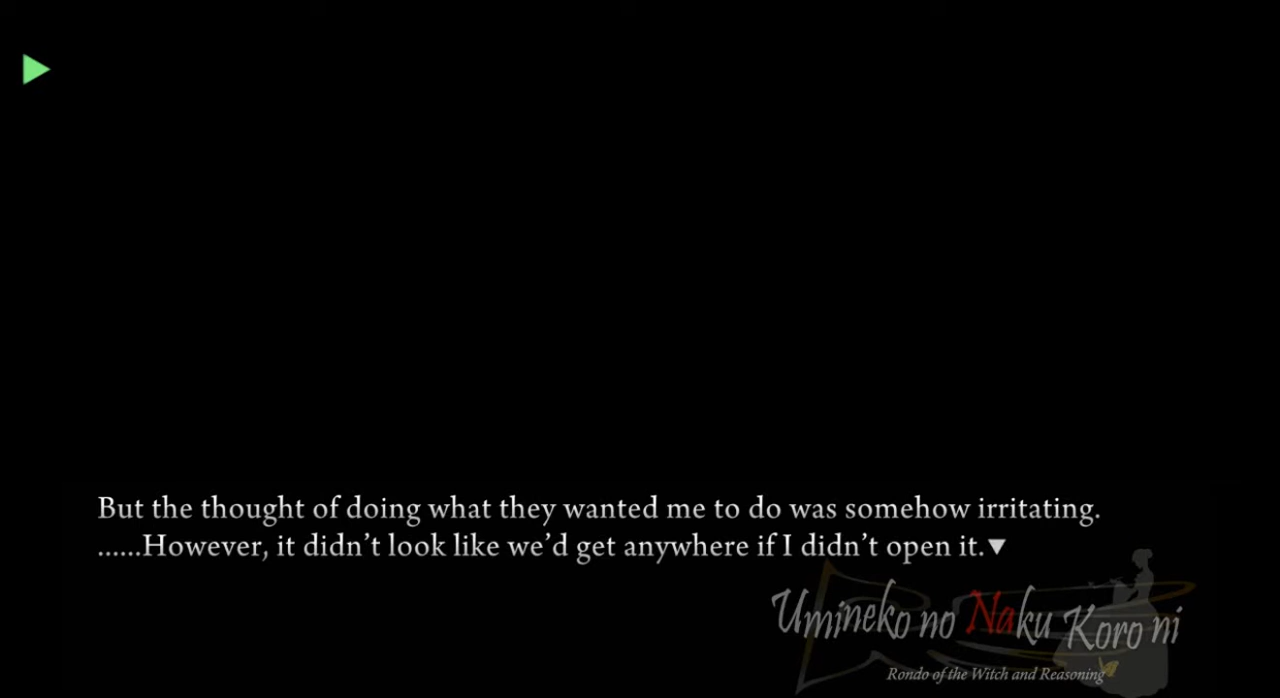 But the thought of doing what they wanted me to do was somehow irritating.
......However, it didn’t look like we’d get anywhere if I didn’t open it.▼
Umineko no Naku Koro ni
Rondo of the Witch and Reasoning